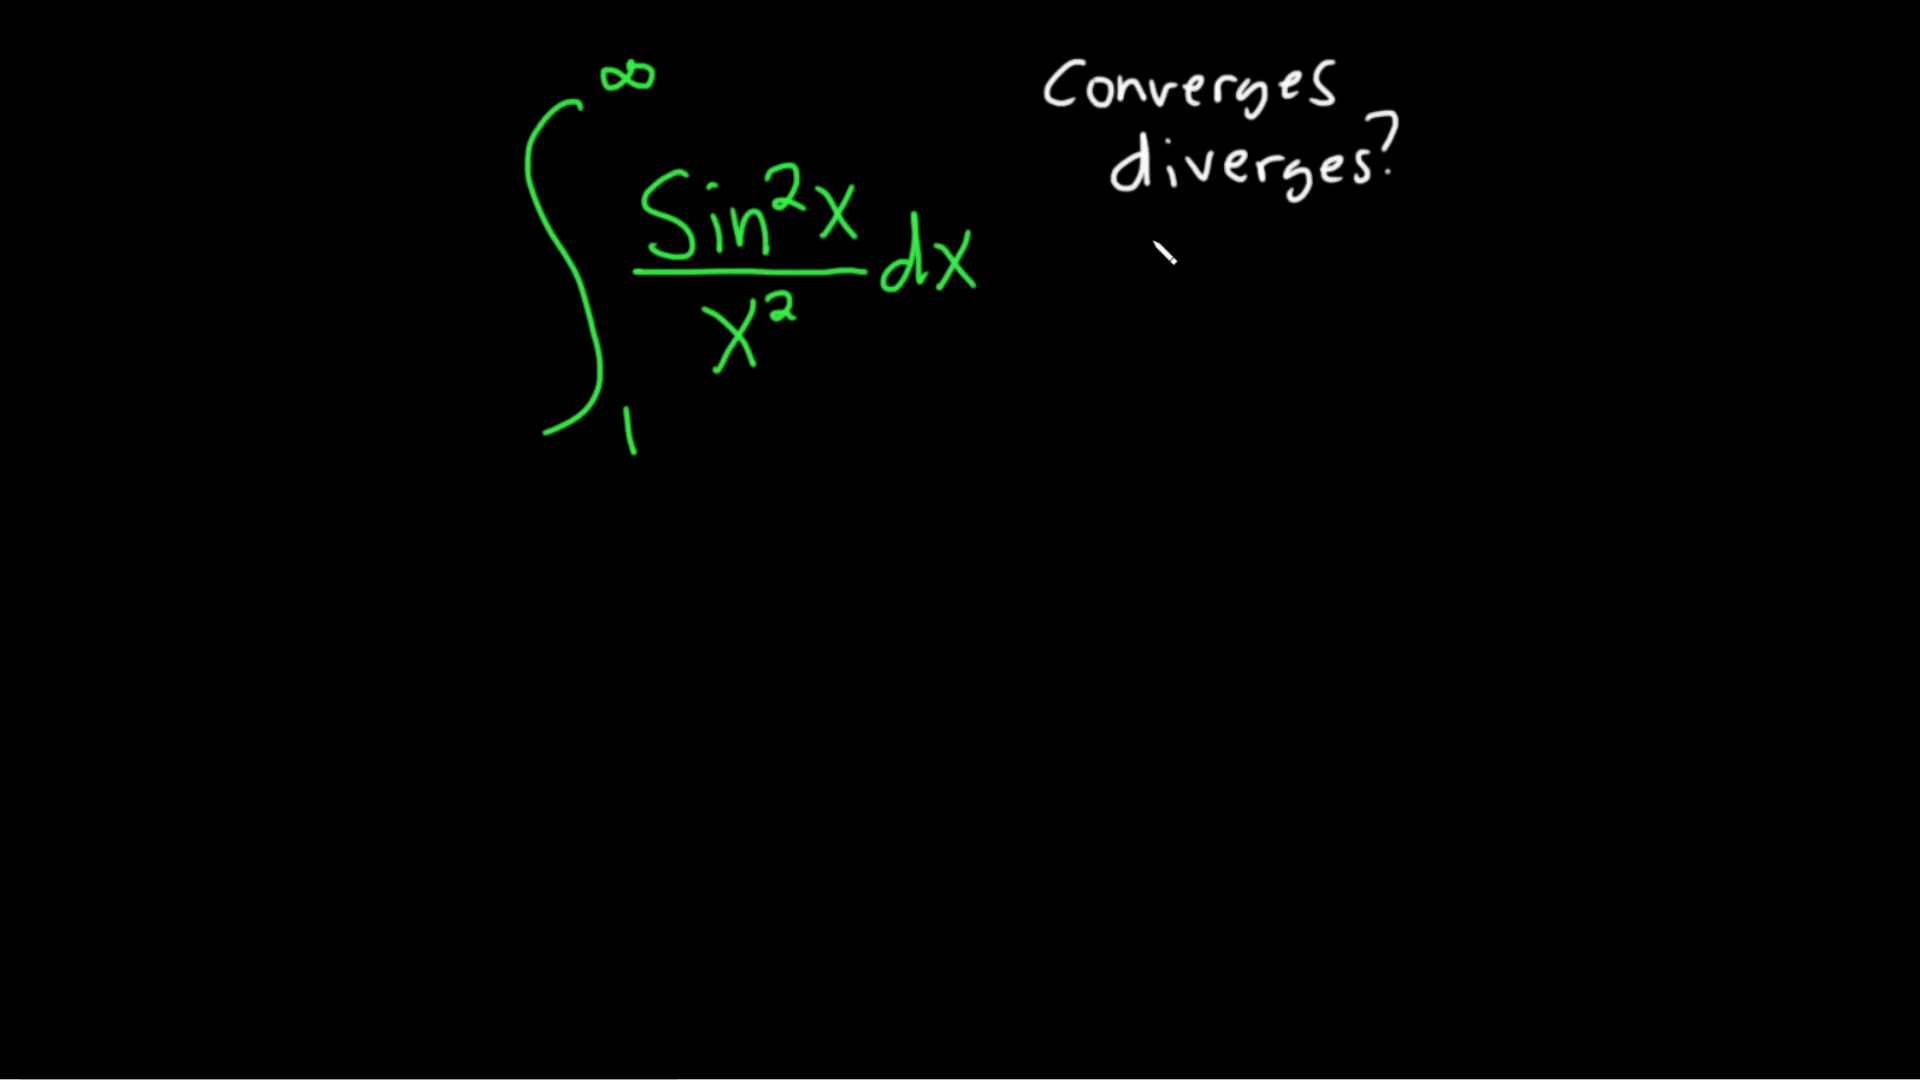 ∫₁^∞ Sin²x/x² dx
Converges
diverges?